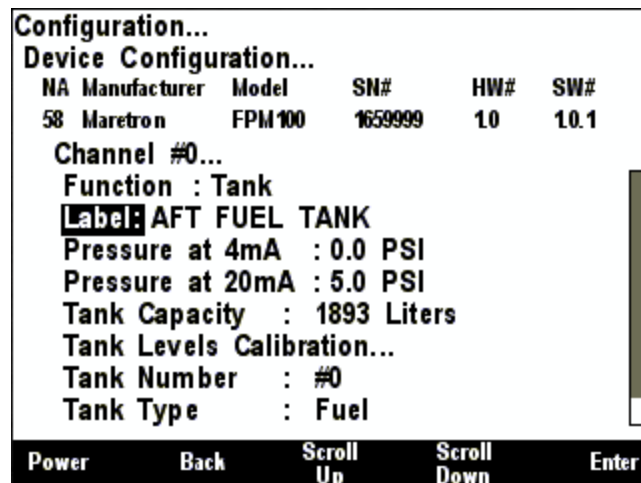 Configuration...
Device Configuration...
NA Manufacturer Model SN# HW# SW#
58 Maretron FPM100 1659999 1.0 1.0.1
Channel #0...
Function : Tank
Label: AFT FUEL TANK
Pressure at 4mA : 0.0 PSI
Pressure at 20mA : 5.0 PSI
Tank Capacity : 1893 Liters
Tank Levels Calibration...
Tank Number : #0
Tank Type : Fuel
Power Back Scroll Up Scroll Down Enter